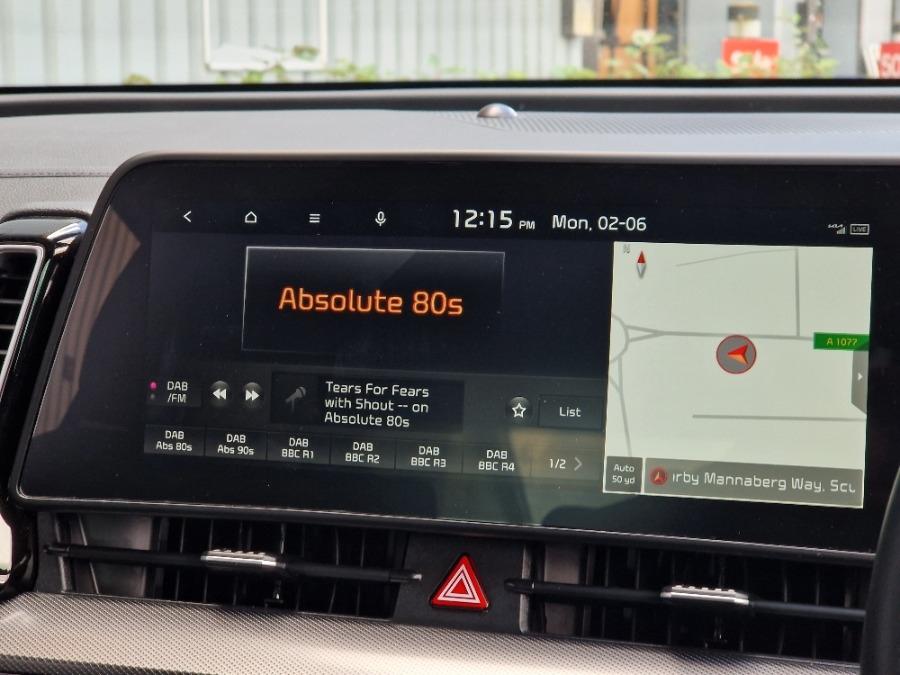 12:15 PM Mon, 02-06
LIVE
Absolute 80s
N
A 1077
DAB
/FM
Tears For Fears
with Shout -- on
Absolute 80s
List
DAB
Abs 80s
DAB
Abs 90s
DAB
BBC R1
DAB
BBC R2
DAB
BBC R3
DAB
BBC R4
1/2
Auto
50 yd
ırby Mannaberg Way, Scu